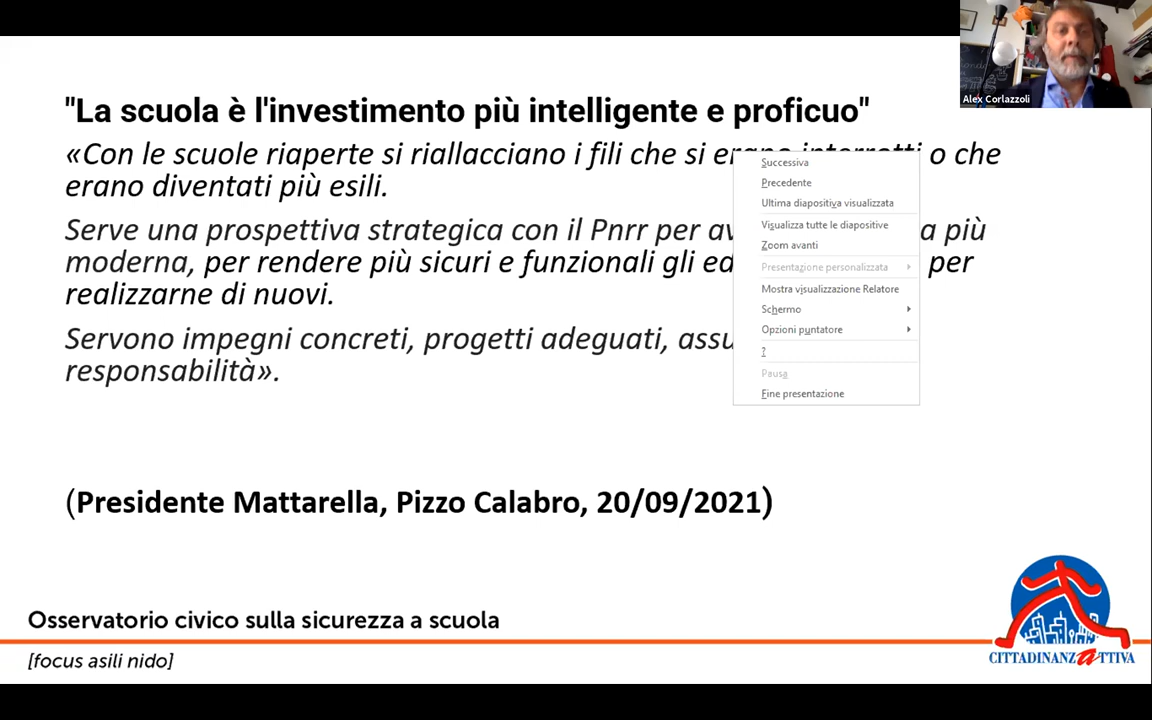 Alex Corlazzoli
"La scuola è l'investimento più intelligente e proficuo"
«Con le scuole riaperte si riallacciano i fili che si erano interrotti o che
erano diventati più esili.
Serve una prospettiva strategica con il Pnrr per av a più
moderna, per rendere più sicuri e funzionali gli ed per
realizzarne di nuovi.
Servono impegni concreti, progetti adeguati, assu
responsabilità».
Successiva
Precedente
Ultima diapositiva visualizzata
Visualizza tutte le diapositive
Zoom avanti
Presentazione personalizzata
Mostra visualizzazione Relatore
Schermo
Opzioni puntatore
?
Pausa
Fine presentazione
(Presidente Mattarella, Pizzo Calabro, 20/09/2021)
Osservatorio civico sulla sicurezza a scuola
[focus asili nido]
CITTADINANZATTIVA